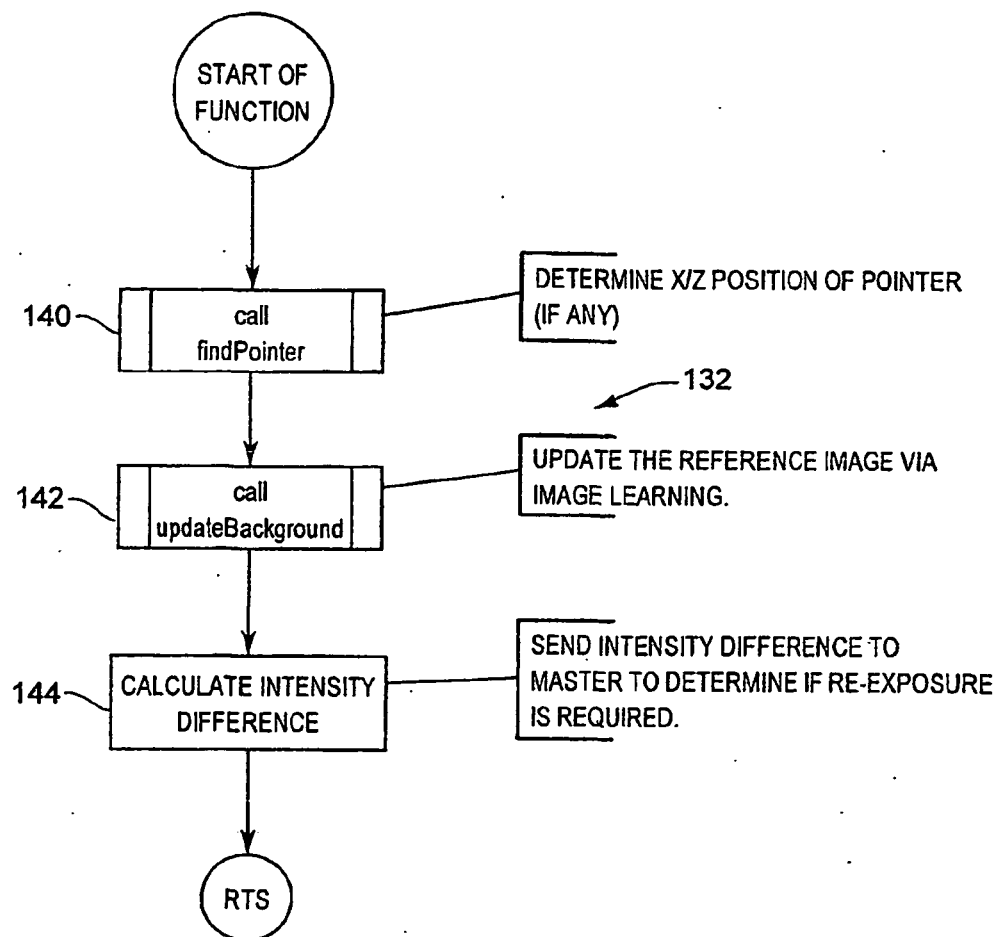 START OF
FUNCTION
140
call
findPointer
DETERMINE X/Z POSITION OF POINTER
(IF ANY)
132
142
call
updateBackground
UPDATE THE REFERENCE IMAGE VIA
IMAGE LEARNING.
144
CALCULATE INTENSITY
DIFFERENCE
SEND INTENSITY DIFFERENCE TO
MASTER TO DETERMINE IF RE-EXPOSURE
IS REQUIRED.
RTS